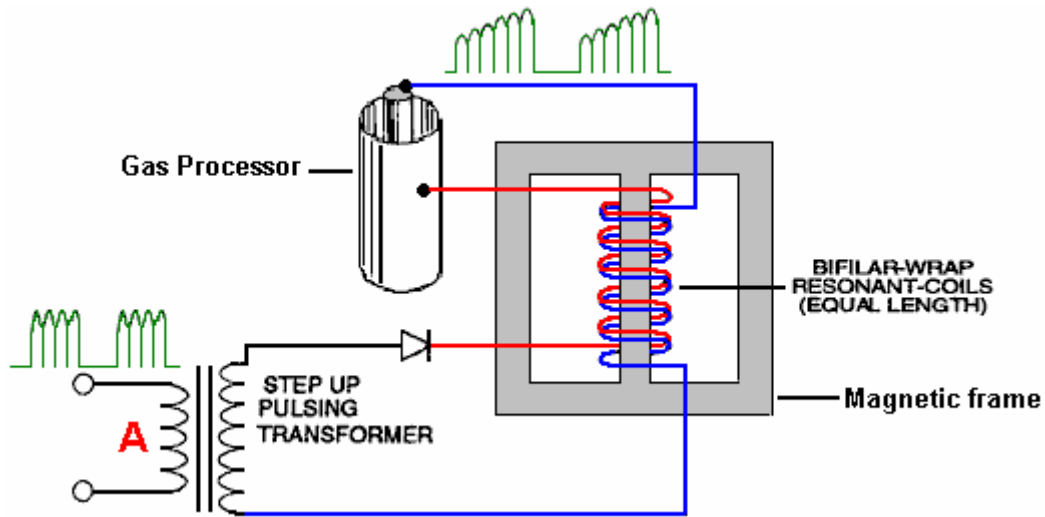 Gas Processor
BIFILAR-WRAP
RESONANT-COILS
(EQUAL LENGTH)
A
STEP UP
PULSING
TRANSFORMER
Magnetic frame